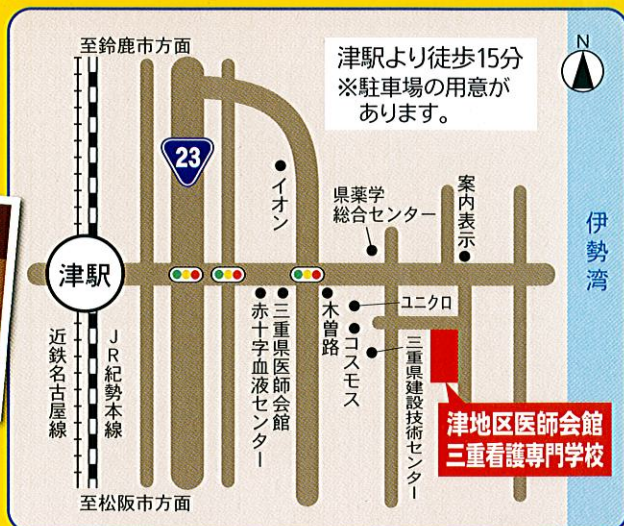 至鈴鹿市方面
津駅より徒歩15分
※駐車場の用意が
あります。
N
23
イオン
県薬学
総合センター
案内表示
伊勢湾
津駅
ユニクロ
木曽路
コスモス
三重県医師会館
赤十字血液センター
三重県建設技術センター
JR紀勢本線
近鉄名古屋線
津地区医師会館
三重看護専門学校
至松阪市方面